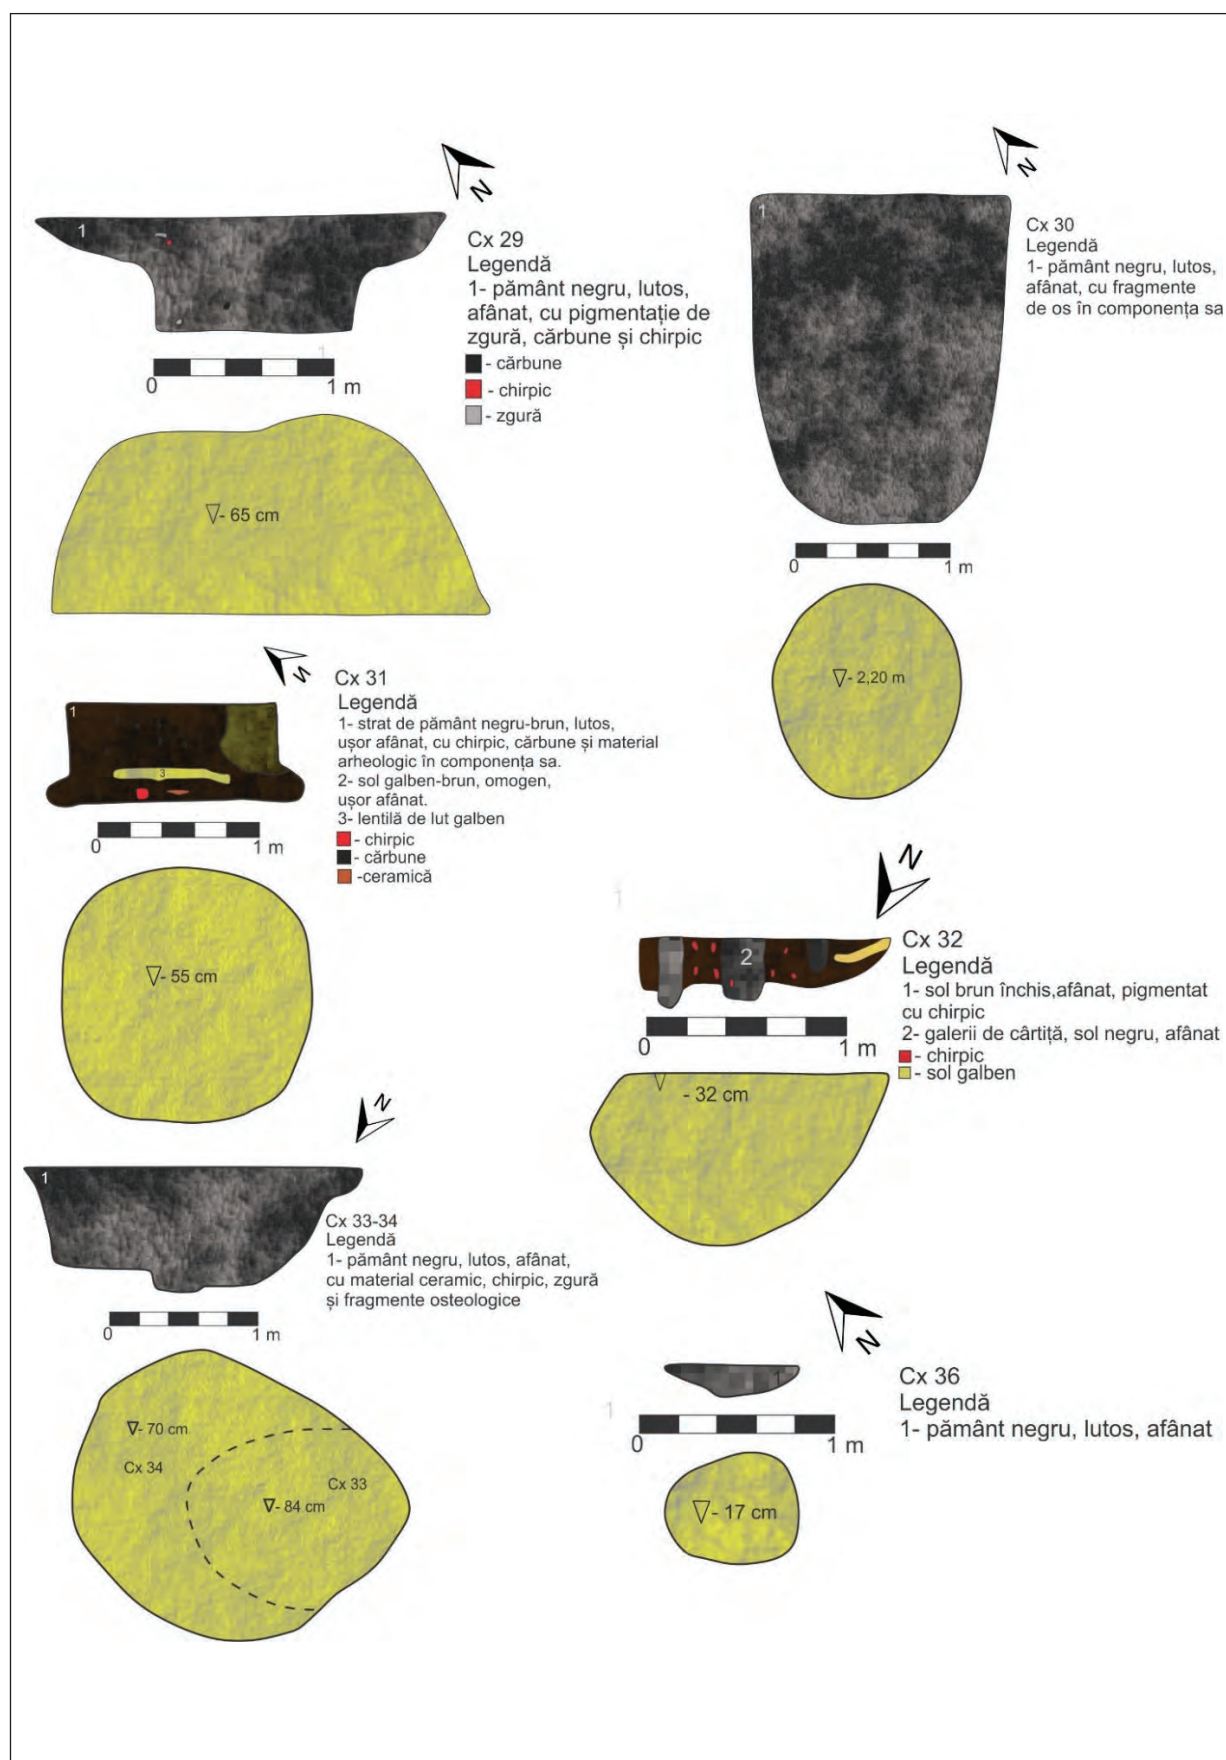 N
Cx 29
Legendă
1- pământ negru, lutos,
afânat, cu pigmentație de
zgură, cărbune și chirpic
- cărbune
- chirpic
- zgură
1
1
0 1 m
- 65 cm
N
Cx 30
Legendă
1- pământ negru, lutos,
afânat, cu fragmente
de os în componența sa
1
0 1 m
- 2,20 m
N
Cx 31
Legendă
1- strat de pământ negru-brun, lutos,
ușor afânat, cu chirpic, cărbune și material
arheologic în componența sa.
2- sol galben-brun, omogen,
ușor afânat.
3- lentilă de lut galben
- chirpic
- cărbune
-ceramică
1
2
3
0 1 m
- 55 cm
N
1
Cx 32
Legendă
1- sol brun închis,afânat, pigmentat
cu chirpic
2- galerii de cârtiță, sol negru, afânat
- chirpic
- sol galben
2
0 1 m
- 32 cm
N
1
Cx 33-34
Legendă
1- pământ negru, lutos, afânat,
cu material ceramic, chirpic, zgură
și fragmente osteologice
0 1 m
- 70 cm
Cx 34
Cx 33
- 84 cm
N
Cx 36
Legendă
1- pământ negru, lutos, afânat
1
1
0 1 m
- 17 cm